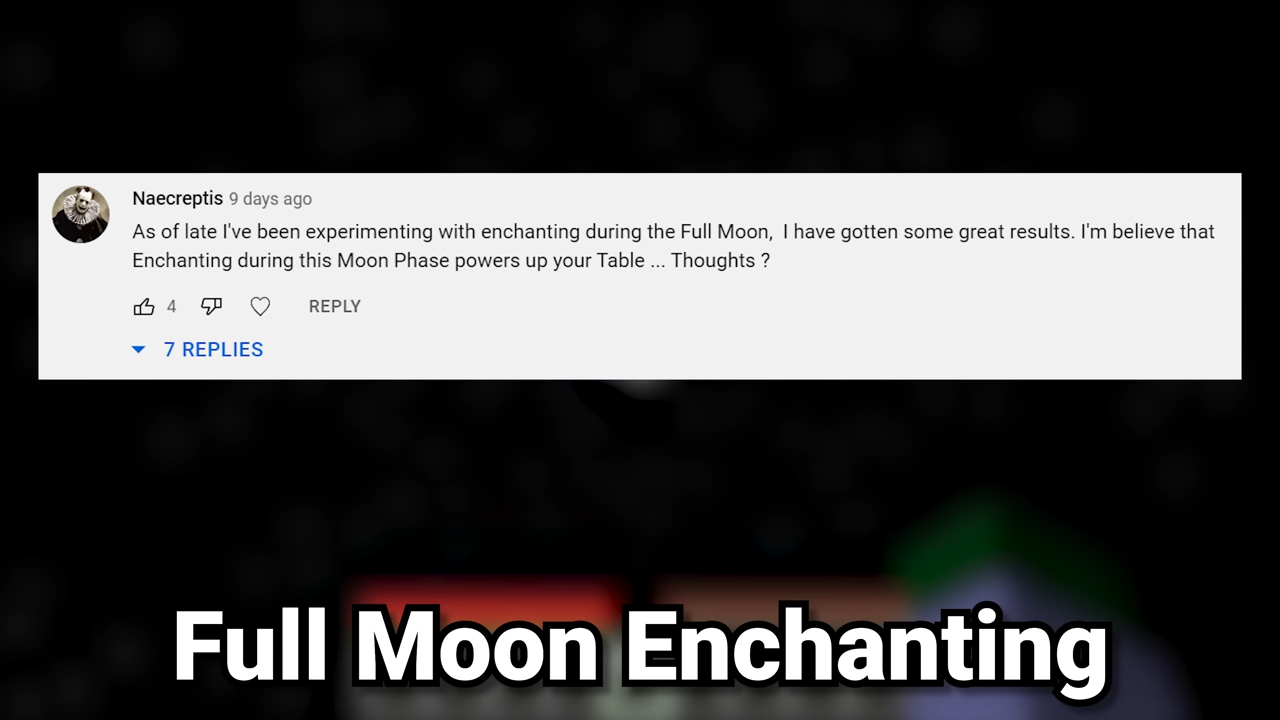 Naecreptis 9 days ago
As of late I've been experimenting with enchanting during the Full Moon,  I have gotten some great results. I'm believe that
Enchanting during this Moon Phase powers up your Table ... Thoughts ?
4 REPLY
7 REPLIES
Full Moon Enchanting